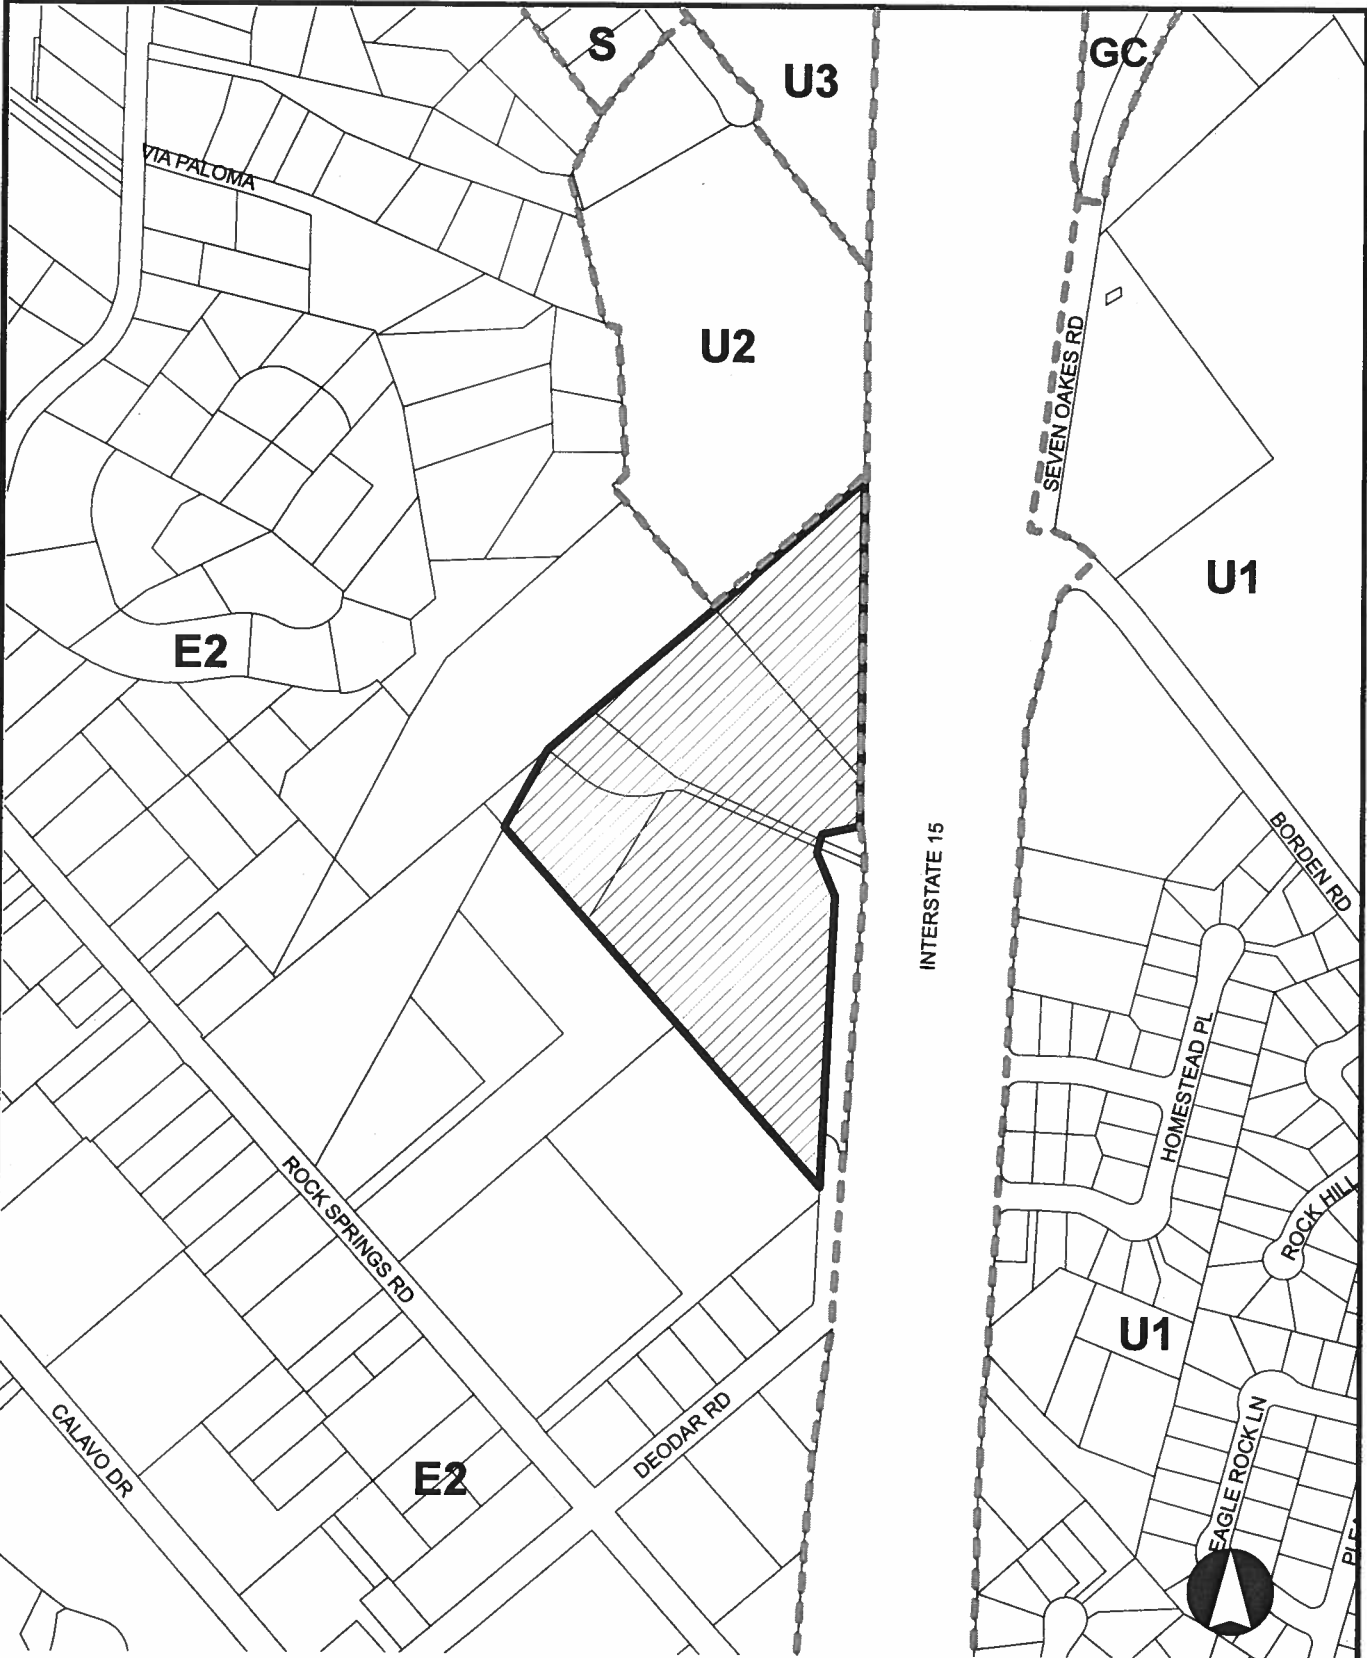 S
U3
GC
VIA PALOMA
U2
SEVEN OAKES RD
U1
E2
BORDEN RD
INTERSTATE 15
HOMESTEAD PL
ROCK SPRINGS RD
ROCK HILL
U1
CALAVO DR
DEODAR RD
EAGLE ROCK LN
E2